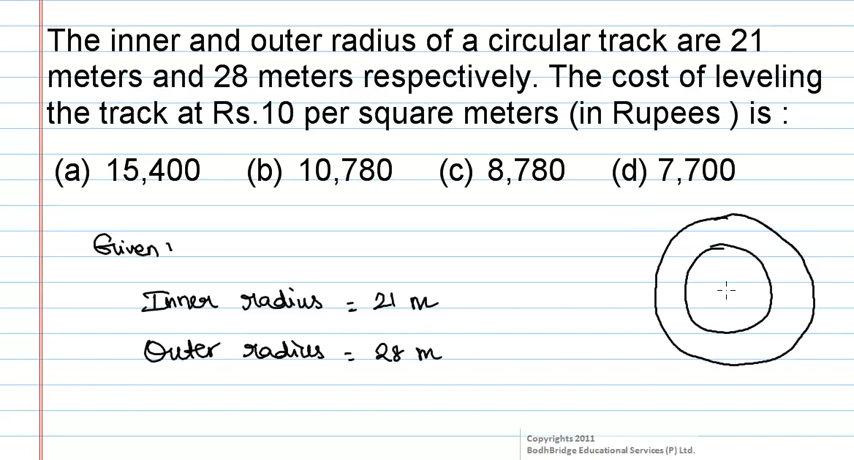 The inner and outer radius of a circular track are 21
meters and 28 meters respectively. The cost of leveling
the track at Rs.10 per square meters (in Rupees ) is :
(a) 15,400 (b) 10,780 (c) 8,780 (d) 7,700
Given:
Inner radius = 21 m
Outer radius = 28 m
Copyrights 2011
BodhBridge Educational Services (P) Ltd.